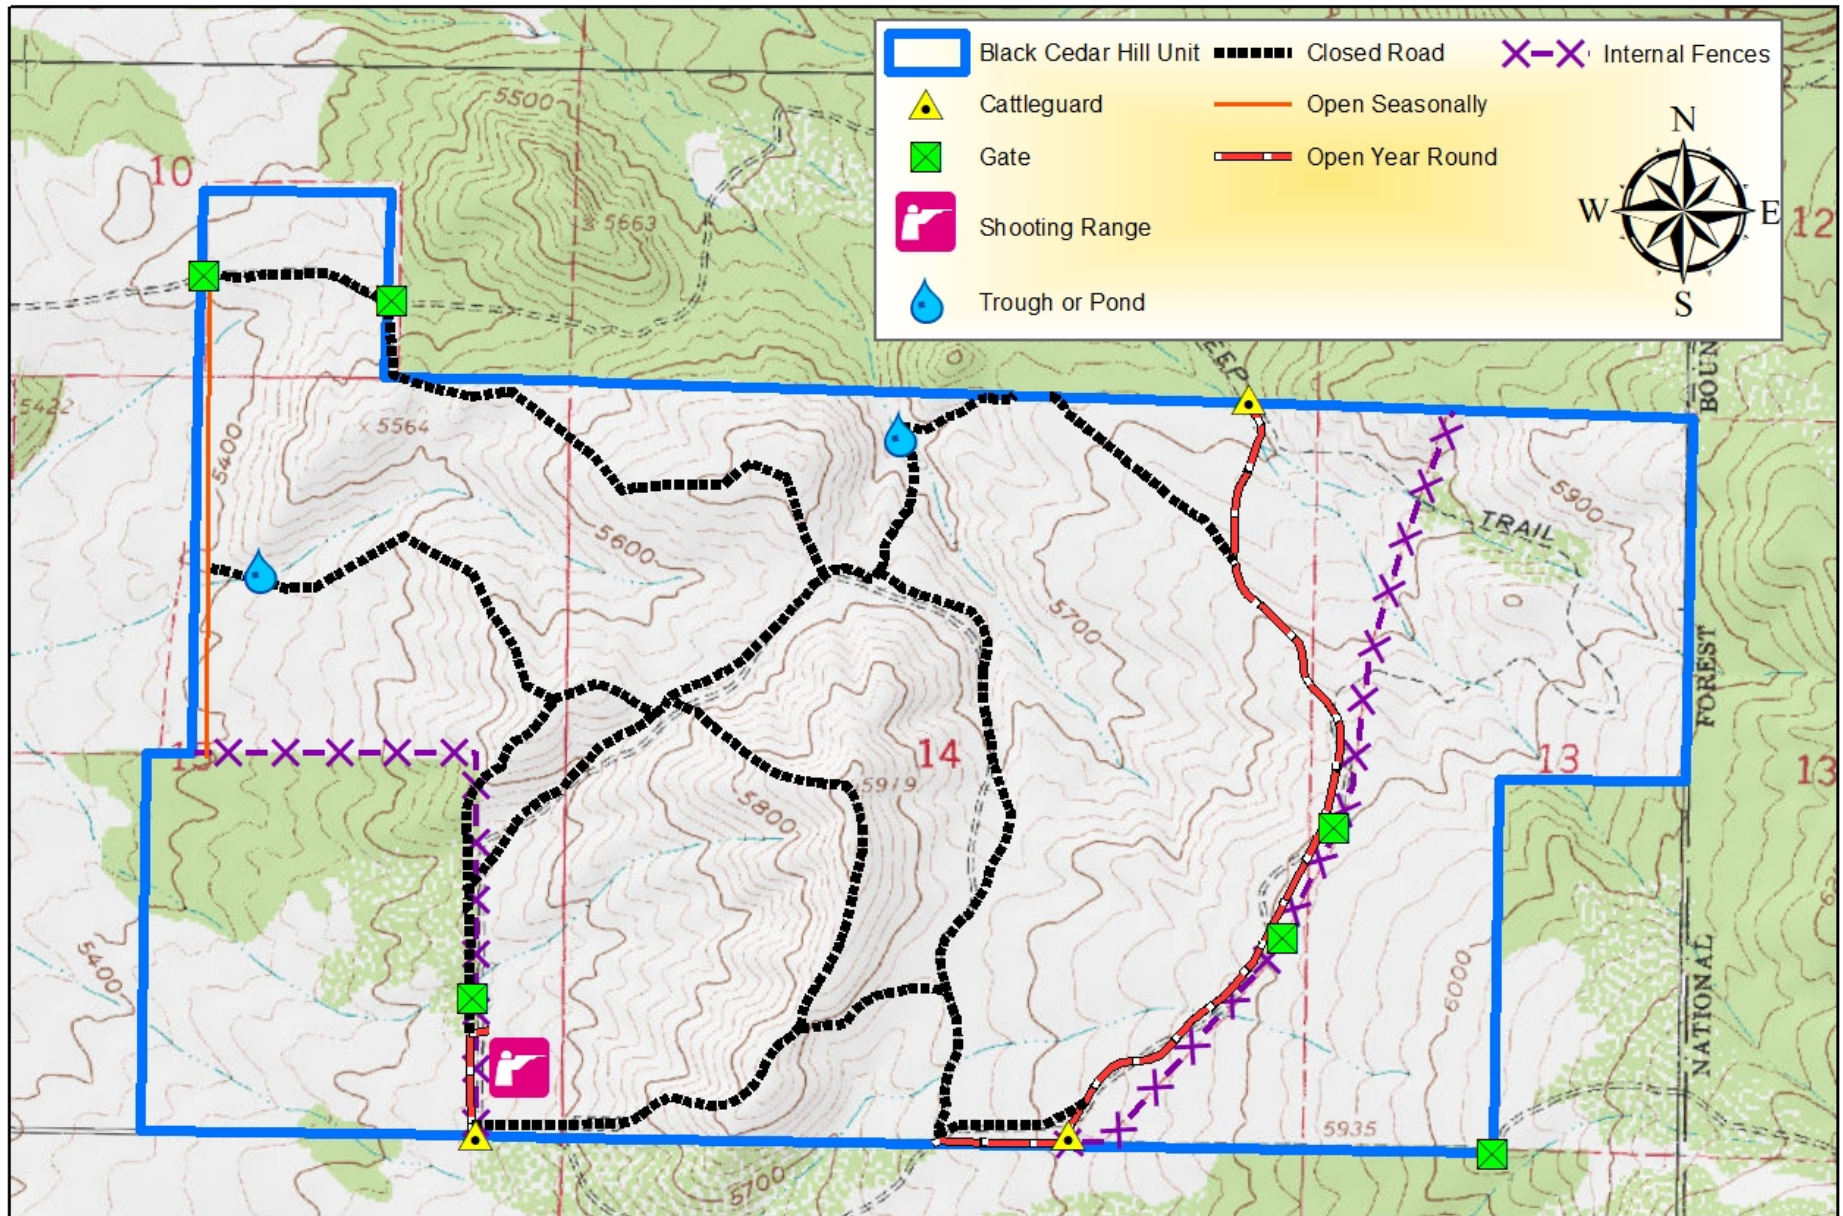 Black Cedar Hill Unit
Closed Road
Internal Fences
Cattleguard
Open Seasonally
Gate
Open Year Round
Shooting Range
Trough or Pond
N
W
E
S
5500
10
5663
12
EEP
BOUN
5422
5564
5400
5900
TRAIL
5600
5700
FOREST
14
13
13
5919
5800
5400
6000
NATIONAL
5935
5700